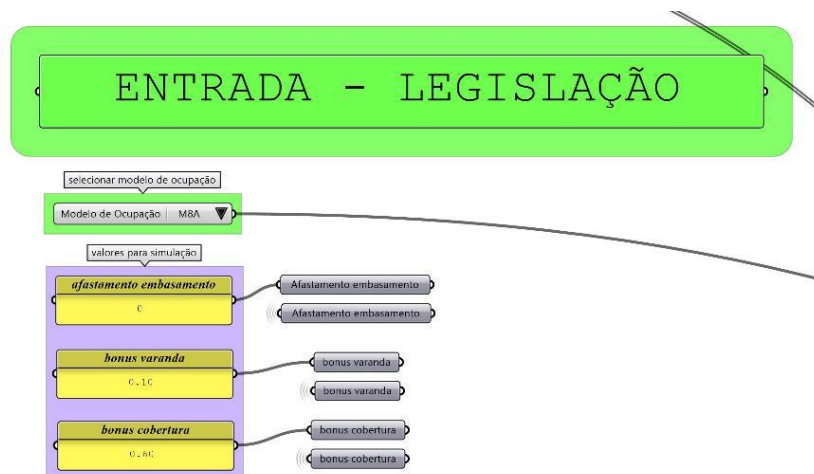 ENTRADA - LEGISLAÇÃO
selecionar modelo de ocupação
Modelo de Ocupação M8A
valores para simulação
afastamento embasamento
0
Afastamento embasamento
Afastamento embasamento
bonus varanda
0.10
bonus varanda
bonus varanda
bonus cobertura
0.60
bonus cobertura
bonus cobertura